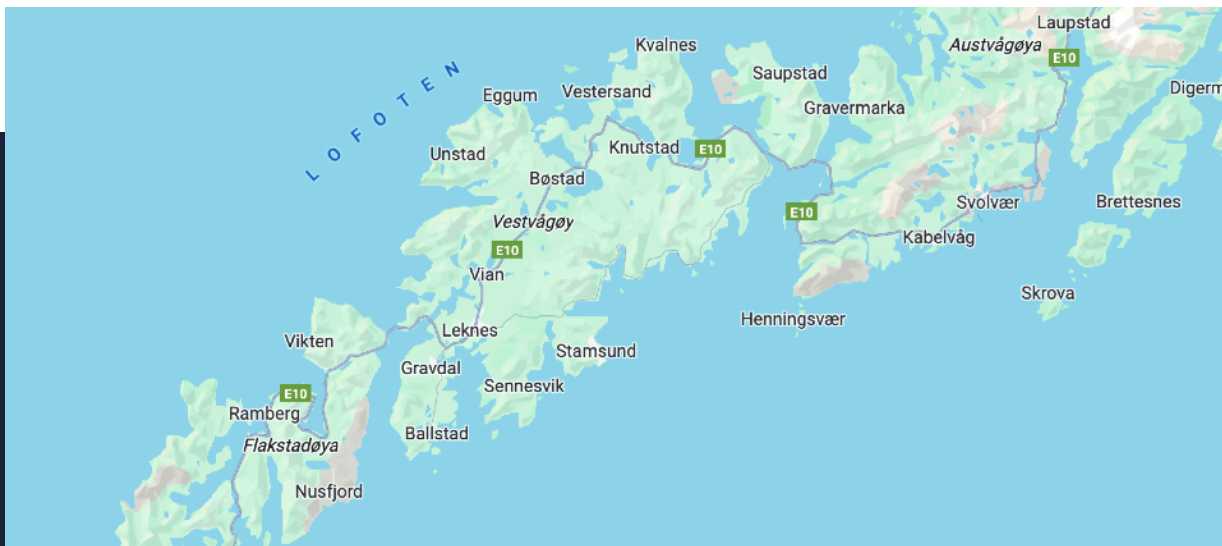 Laupstad
Kvalnes
Austvågøya
E10
Saupstad
LOFOTEN
Vestersand
Eggum
Digerm
Gravermarka
Knutstad
E10
Unstad
Bøstad
Svolvær
Brettesnes
E10
Vestvågøy
Kabelvåg
E10
Vian
Skrova
Henningsvær
Leknes
Vikten
Stamsund
Gravdal
Sennesvik
E10
Ramberg
Ballstad
Flakstadøya
Nusfjord